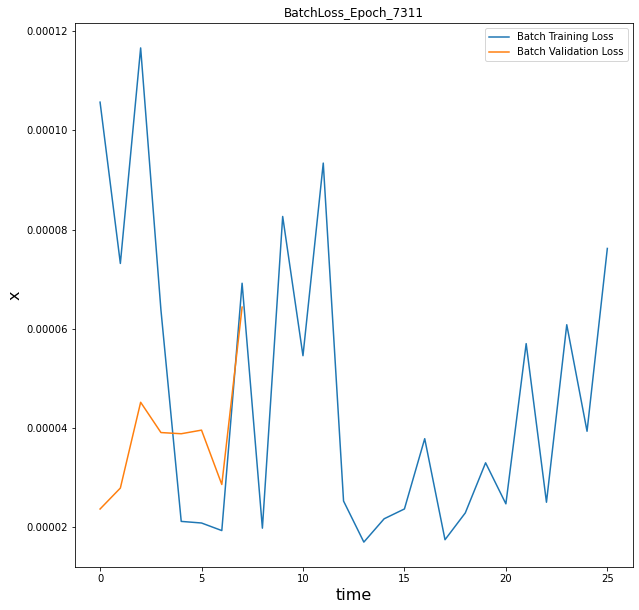 BatchLoss_Epoch_7311
Batch Training Loss
Batch Validation Loss
0.00012
0.00010
0.00008
0.00006
0.00004
0.00002
x
0 5 10 15 20 25
time